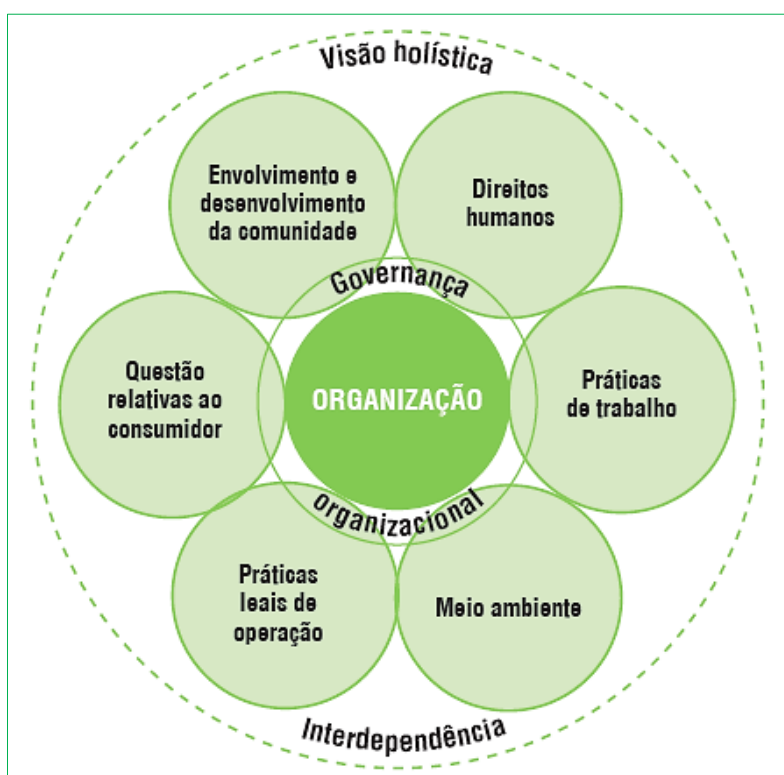 Visão holística
Envolvimento e
desenvolvimento
da comunidade
Direitos
humanos
Governança
Questão
relativas ao
consumidor
ORGANIZAÇÃO
Práticas
de trabalho
organizacional
Práticas
leais de
operação
Meio ambiente
Interdependência